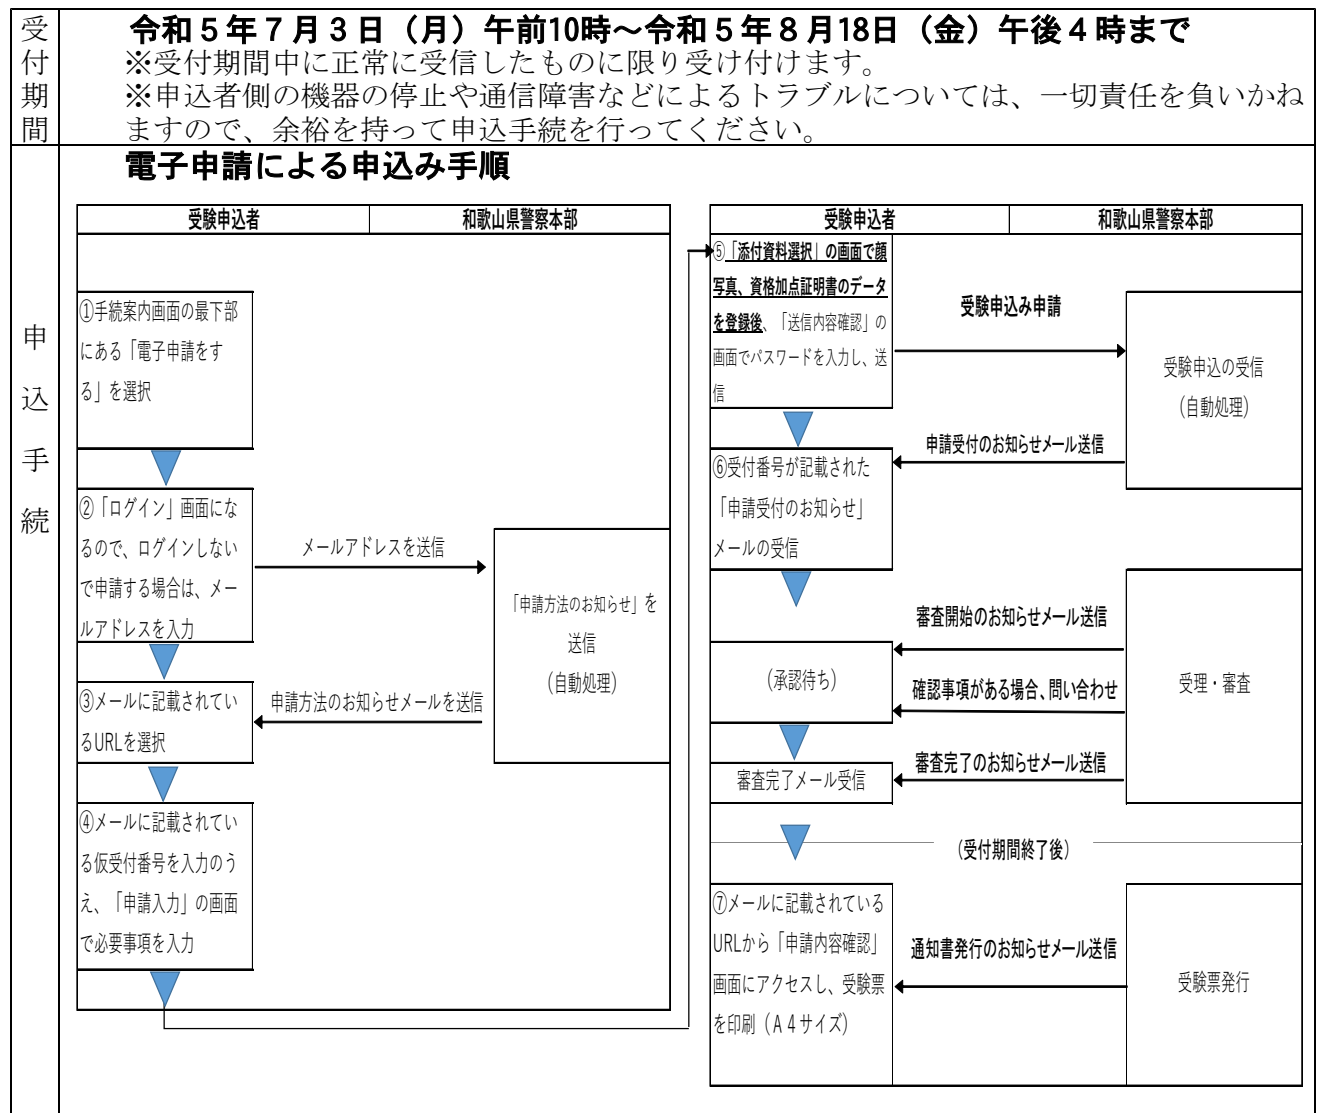 受付期間
令和５年７月３日（月）午前10時～令和５年８月18日（金）午後４時まで
※受付期間中に正常に受信したものに限り受け付けます。
※申込者側の機器の停止や通信障害などによるトラブルについては、一切責任を負いかね
ますので、余裕を持って申込手続を行ってください。
申込手続
電子申請による申込み手順
受験申込者
和歌山県警察本部
①手続案内画面の最下部
にある「電子申請をす
る」を選択
②「ログイン」画面にな
るので、ログインしない
で申請する場合は、メー
ルアドレスを入力
メールアドレスを送信
「申請方法のお知らせ」を
送信
(自動処理)
申請方法のお知らせメールを送信
③メールに記載されてい
るURLを選択
④メールに記載されてい
る仮受付番号を入力のう
え、「申請入力」の画面
で必要事項を入力
受験申込者
和歌山県警察本部
⑤「添付資料選択」の画面で顔
写真、資格加点証明書のデータ
を登録後、「送信内容確認」の
画面でパスワードを入力し、送
信
受験申込み申請
受験申込の受信
(自動処理)
申請受付のお知らせメール送信
⑥受付番号が記載された
「申請受付のお知らせ」
メールの受信
審査開始のお知らせメール送信
(承認待ち)
確認事項がある場合、問い合わせ
受理・審査
審査完了のお知らせメール送信
審査完了メール受信
(受付期間終了後)
⑦メールに記載されている
URLから「申請内容確認」
画面にアクセスし、受験票
を印刷（Ａ４サイズ）
通知書発行のお知らせメール送信
受験票発行